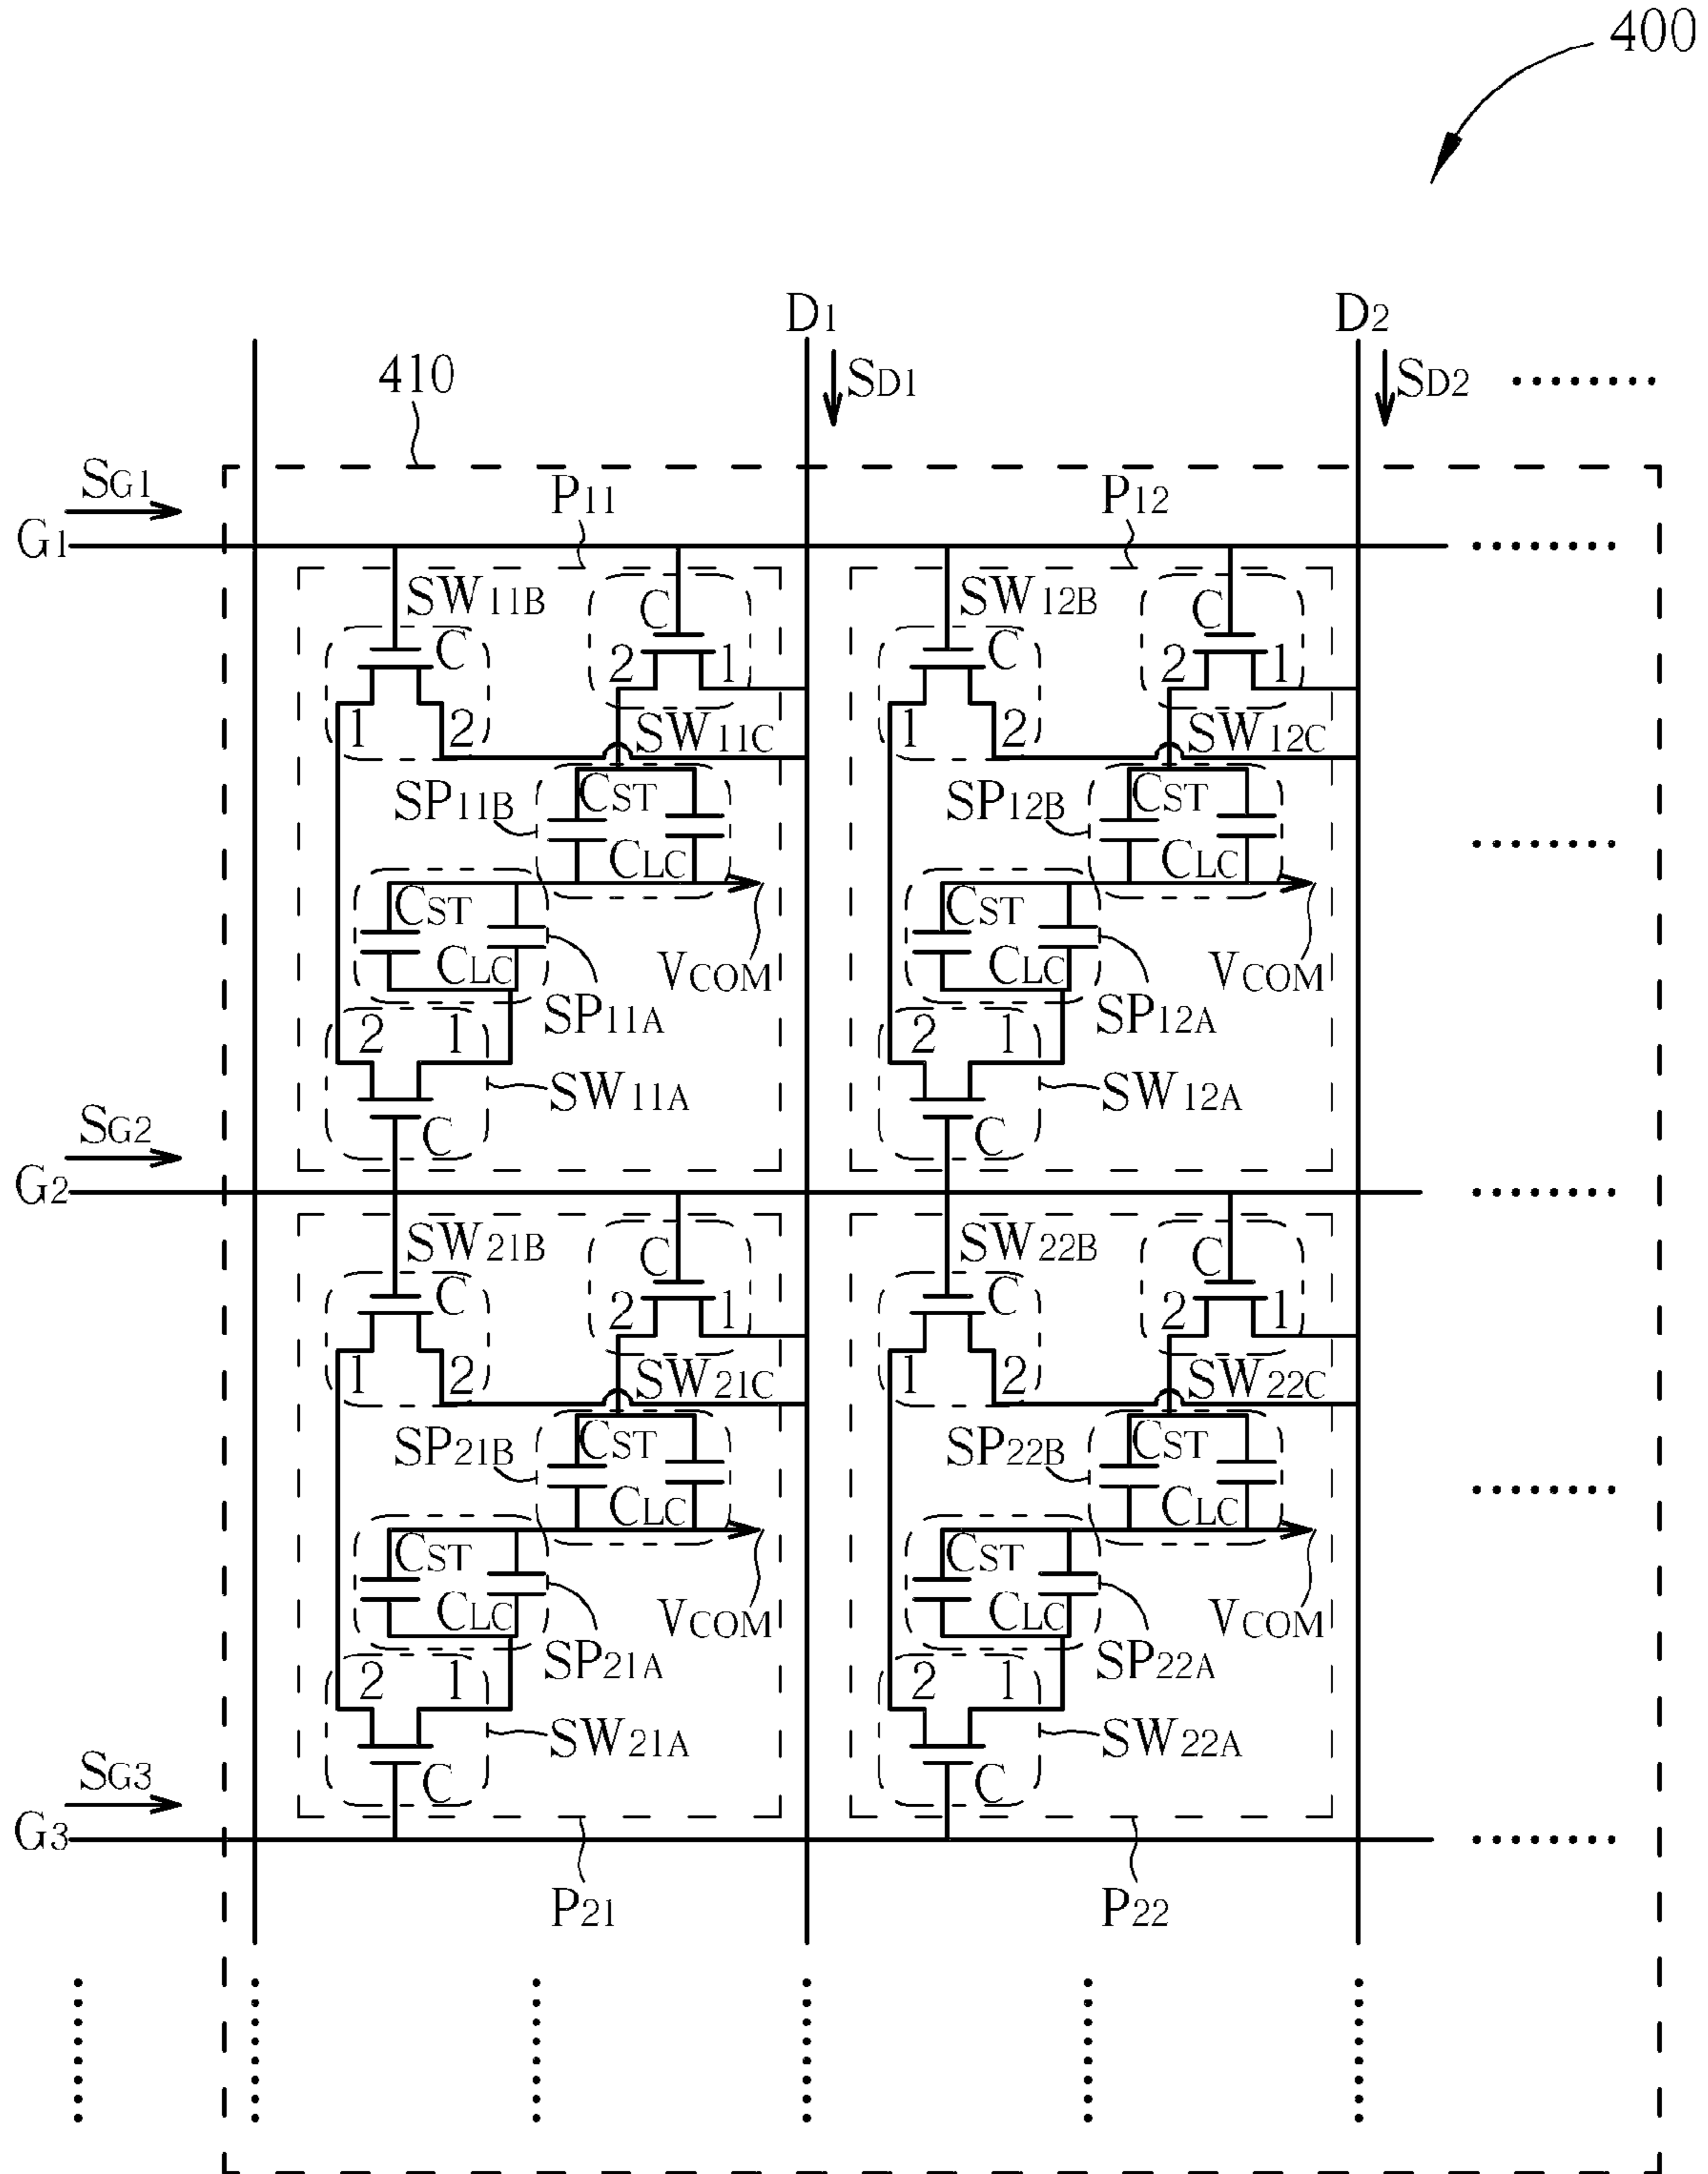 400
D1 D2
410 SD1 SD2
SG1 P11 P12
G1
SW11B C SW12B C
C 2 1 C 2 1
1 2 SW11C 1 2 SW12C
SP11B CST SP12B CST
CLC CLC
CST CST
CLC VCOM CLC VCOM
2 1 SP11A 2 1 SP12A
SW11A SW12A
SG2 C C
G2
SW21B C SW22B C
C 2 1 C 2 1
1 2 SW21C 1 2 SW22C
SP21B CST SP22B CST
CLC CLC
CST CST
CLC VCOM CLC VCOM
2 1 SP21A 2 1 SP22A
SW21A SW22A
SG3 C C
G3
P21 P22